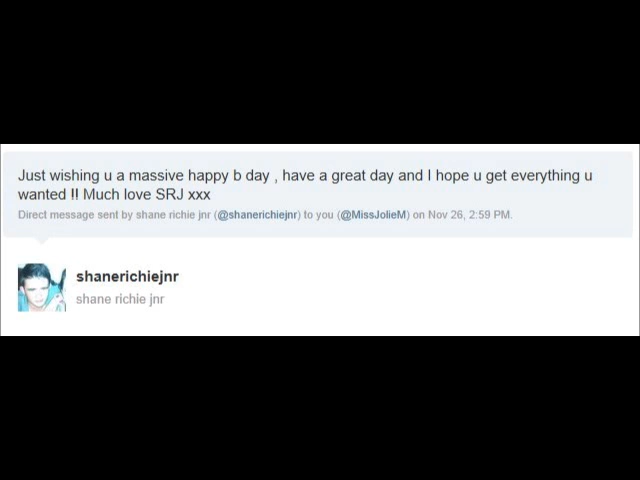 Just wishing u a massive happy b day , have a great day and I hope u get everything u
wanted !! Much love SRJ xxx
Direct message sent by shane richie jnr (@shanerichiejnr) to you (@MissJolieM) on Nov 26, 2:59 PM.
shanerichiejnr
shane richie jnr